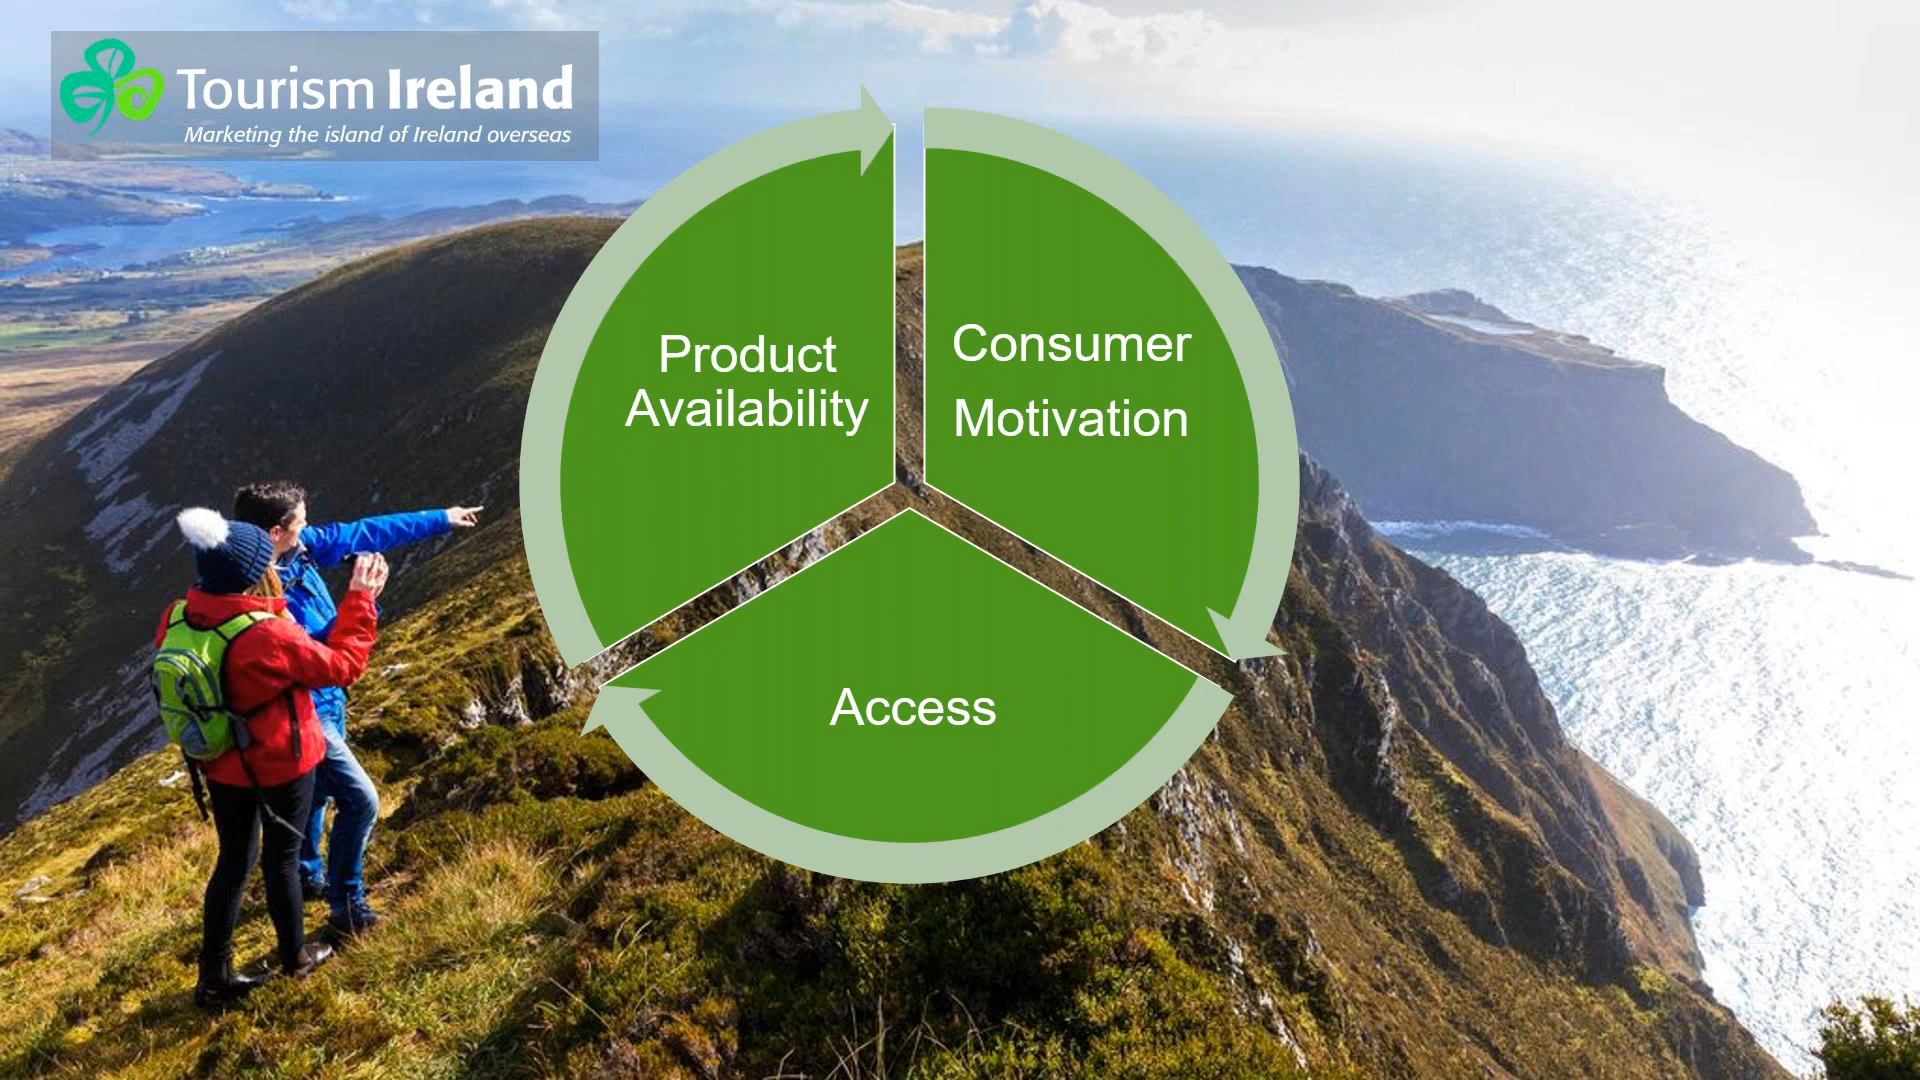 Tourism Ireland
Marketing the island of Ireland overseas
Product
Availability
Consumer
Motivation
Access